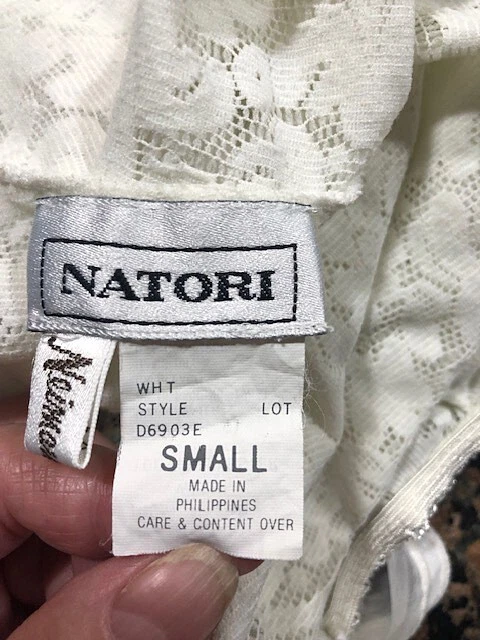 NATORI
WHT
STYLE LOT
D6903E
SMALL
MADE IN
PHILIPPINES
CARE & CONTENT OVER